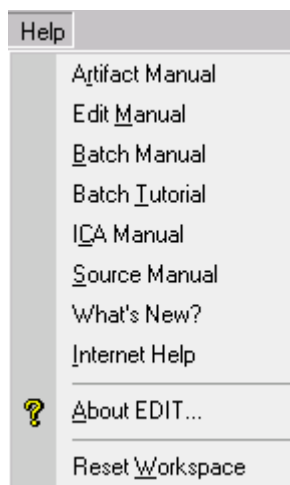 Help
Artifact Manual
Edit Manual
Batch Manual
Batch Tutorial
ICA Manual
Source Manual
What's New?
Internet Help
About EDIT...
Reset Workspace